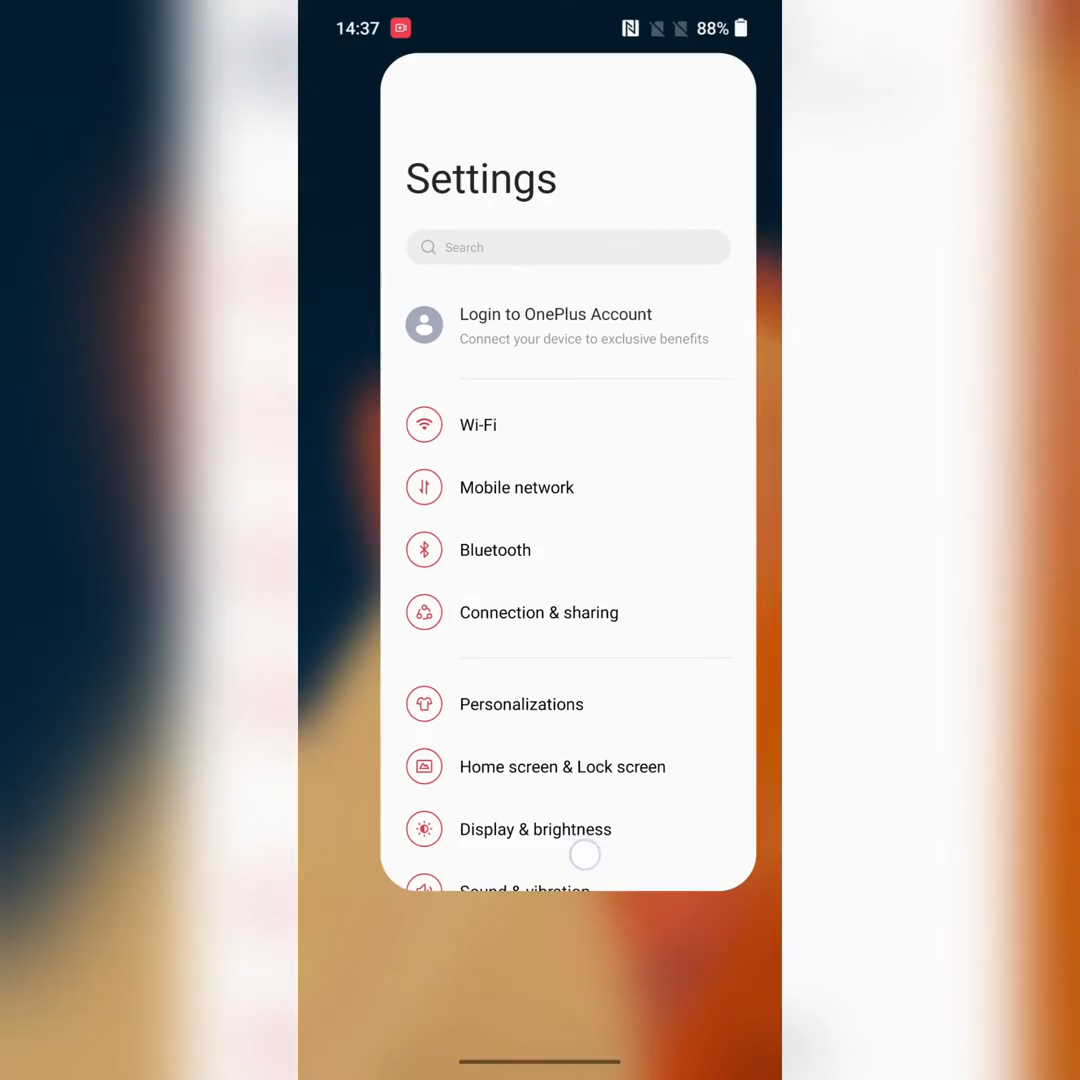 14:37 88%
Settings
Search
Login to OnePlus Account
Connect your device to exclusive benefits
Wi-Fi
Mobile network
Bluetooth
Connection & sharing
Personalizations
Home screen & Lock screen
Display & brightness
Sound & vibration